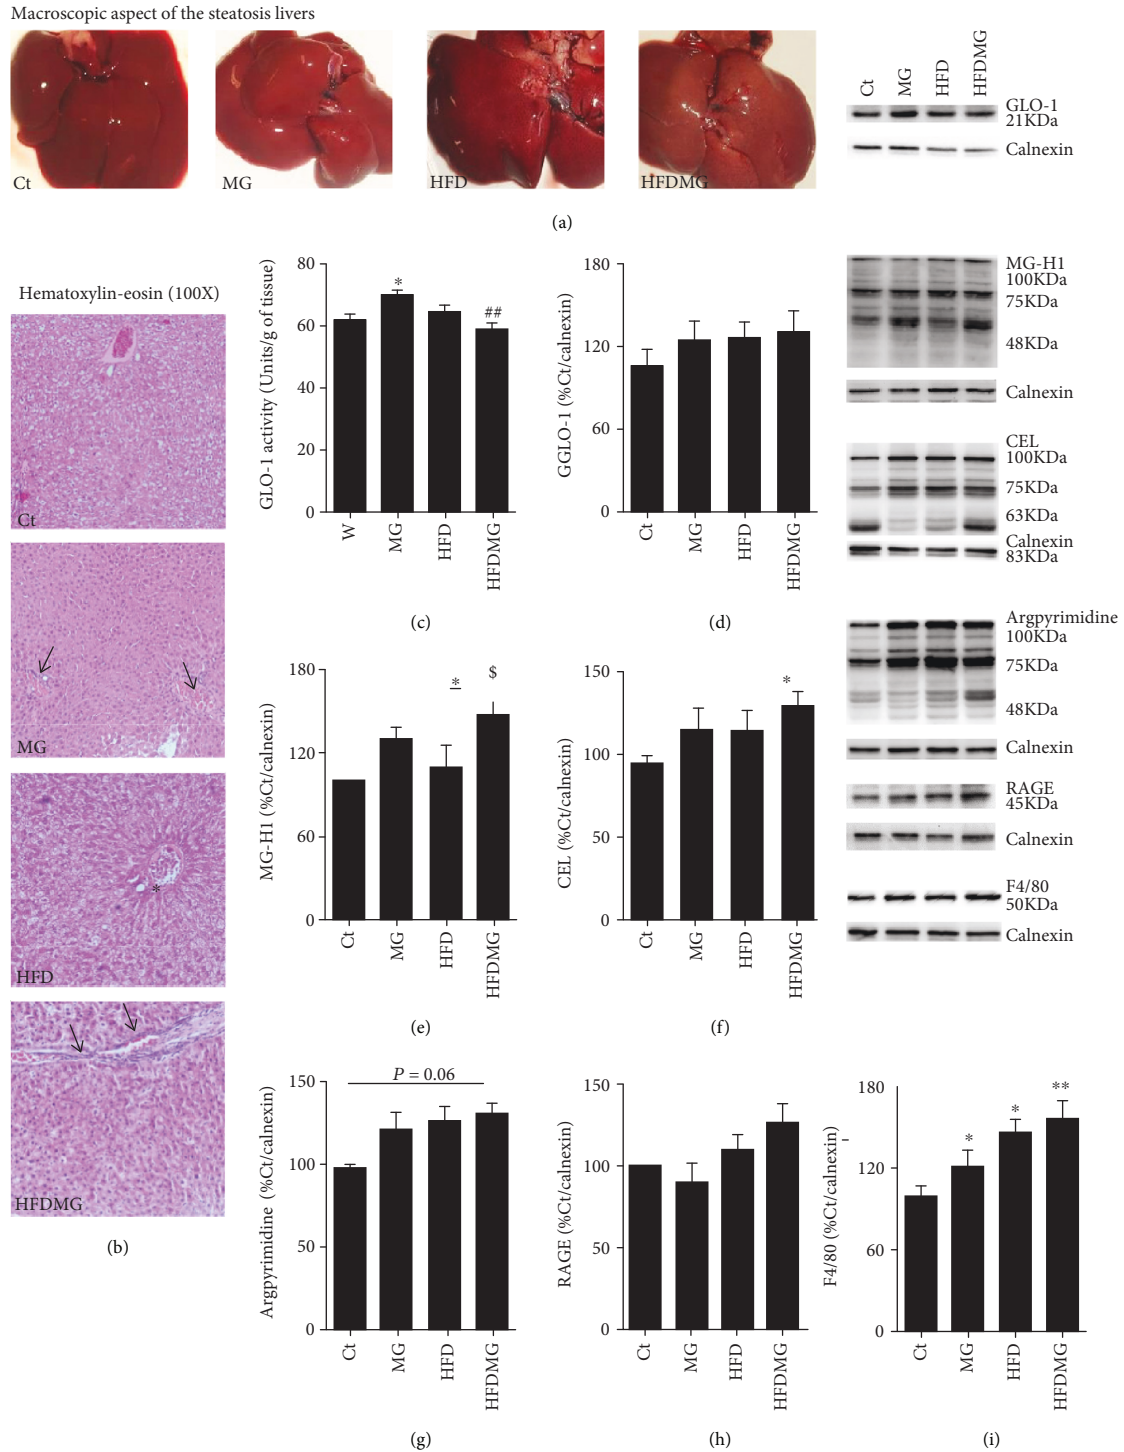 Macroscopic aspect of the steatosis livers
Ct
MG
HFD
HFDMG
Ct
MG
HFD
HFDMG
GLO-1
21KDa
Calnexin
(a)
Hematoxylin-eosin (100X)
Ct
MG
HFD
*
HFDMG
(b)
GLO-1 activity (Units/g of tissue)
80
60
40
20
0
*
##
W
MG
HFD
HFDMG
(c)
GGLO-1 (%Ct/calnexin)
180
120
60
0
Ct
MG
HFD
HFDMG
(d)
MG-H1
100KDa
75KDa
48KDa
Calnexin
CEL
100KDa
75KDa
63KDa
Calnexin
83KDa
Argpyrimidine
100KDa
75KDa
48KDa
Calnexin
RAGE
45KDa
Calnexin
F4/80
50KDa
Calnexin
MG-H1 (%Ct/calnexin)
180
120
60
0
*
$
Ct
MG
HFD
HFDMG
(e)
CEL (%Ct/calnexin)
150
100
50
0
*
Ct
MG
HFD
HFDMG
(f)
Argpyrimidine (%Ct/calnexin)
150
100
50
0
P = 0.06
Ct
MG
HFD
HFDMG
(g)
RAGE (%Ct/calnexin)
150
100
50
0
Ct
MG
HFD
HFDMG
(h)
F4/80 (%Ct/calnexin)
180
120
60
0
*
*
**
Ct
MG
HFD
HFDMG
(i)